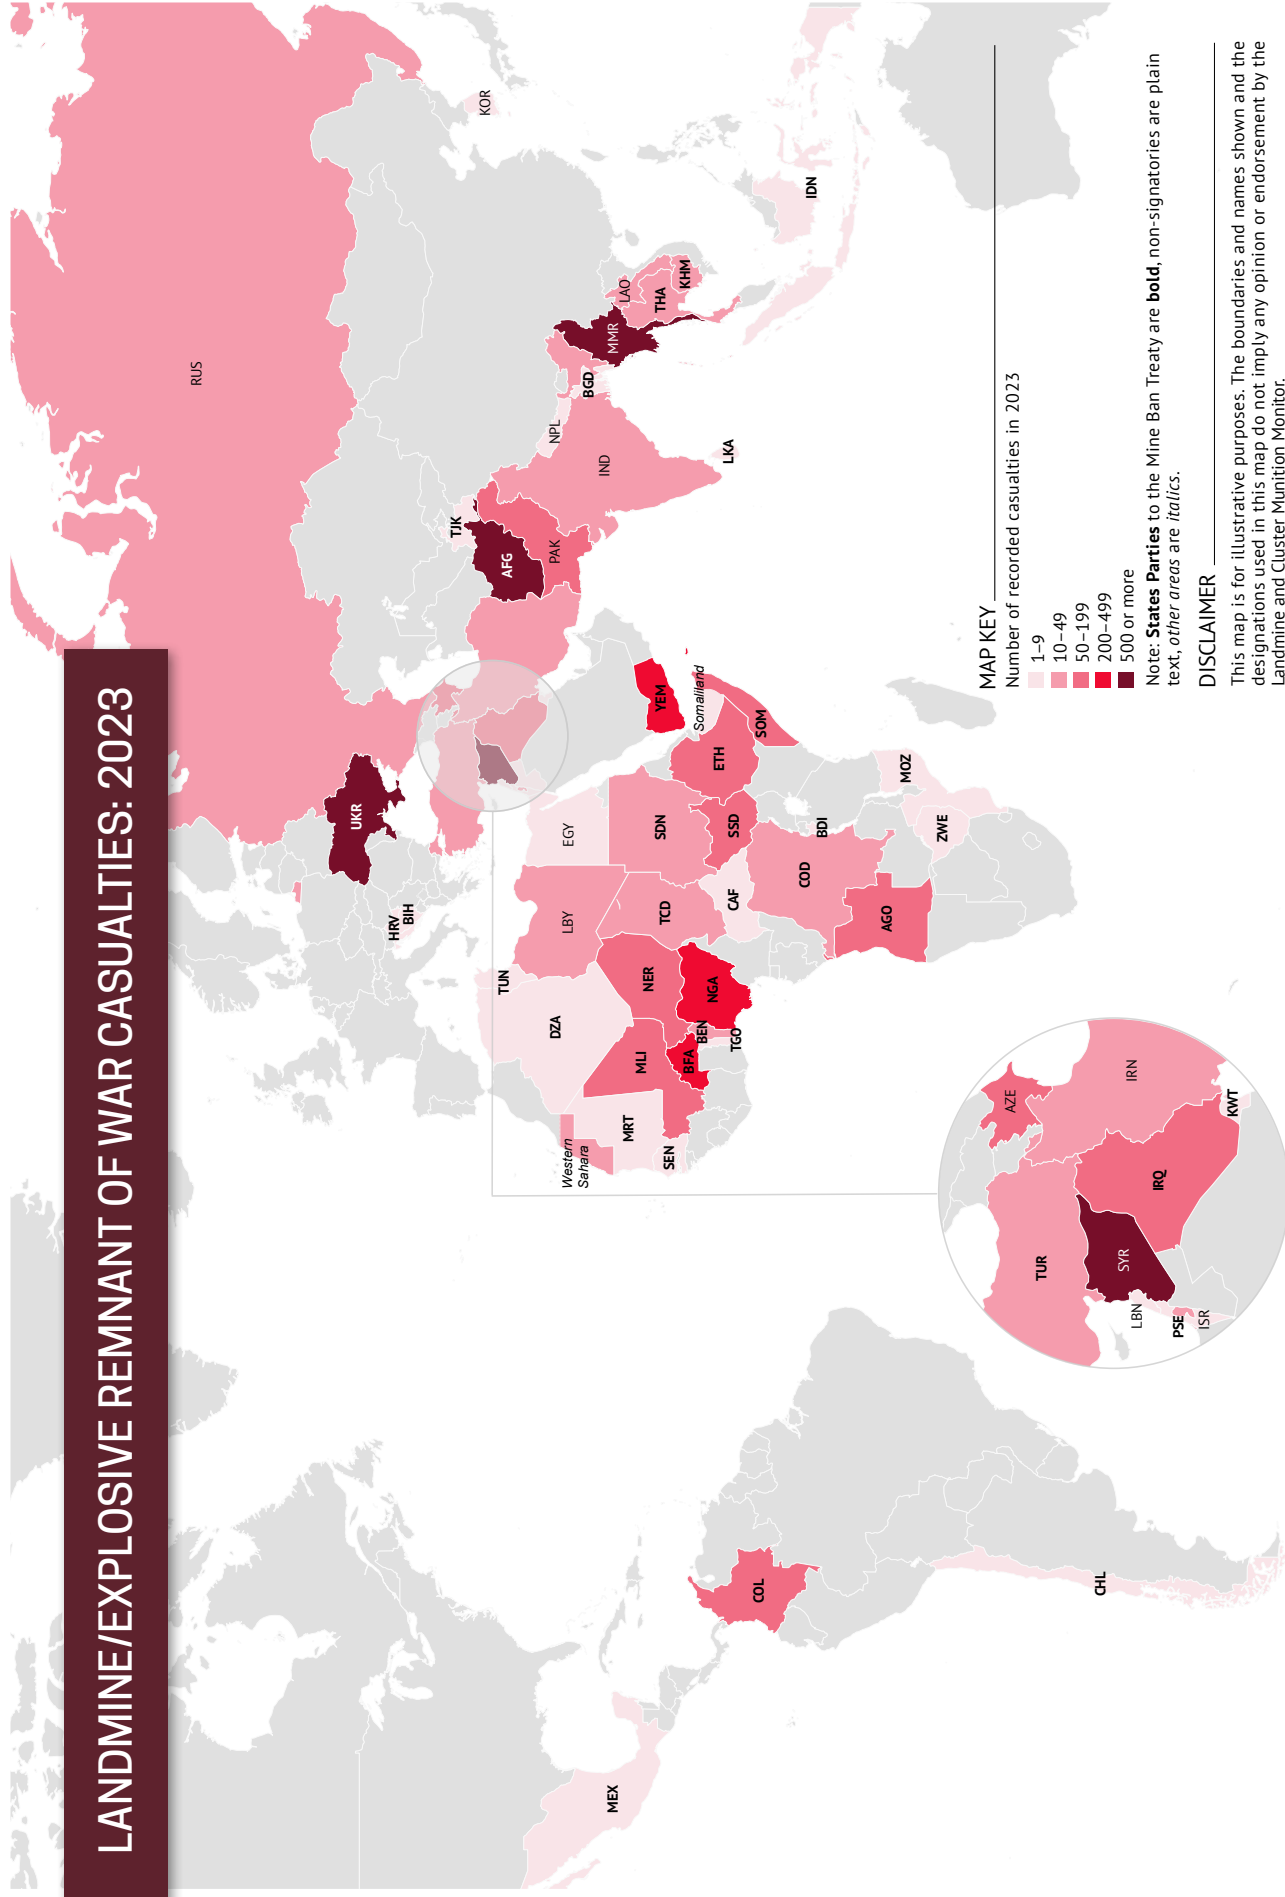 LANDMINE/EXPLOSIVE REMNANT OF WAR CASUALTIES: 2023
RUS
KOR
UKR
HRV
BIH
TJK
AFG
PAK
NPL
IND
BGD
MMR
LAO
THA
KHM
LKA
IDN
TUN
DZA
LBY
EGY
Western
Sahara
MRT
SEN
MLI
BFA
NER
BEN
TGO
NGA
TCD
SDN
CAF
SSD
ETH
YEM
Somaliland
SOM
COD
BDI
AGO
MOZ
ZWE
MEX
COL
CHL
AZE
IRN
TUR
SYR
IRQ
KWT
LBN
PSE
ISR
MAP KEY
Number of recorded casualties in 2023
1–9
10–49
50–199
200–499
500 or more
Note: States Parties to the Mine Ban Treaty are bold, non-signatories are plain
text, other areas are italics.
DISCLAIMER
This map is for illustrative purposes. The boundaries and names shown and the
designations used in this map do not imply any opinion or endorsement by the
Landmine and Cluster Munition Monitor.